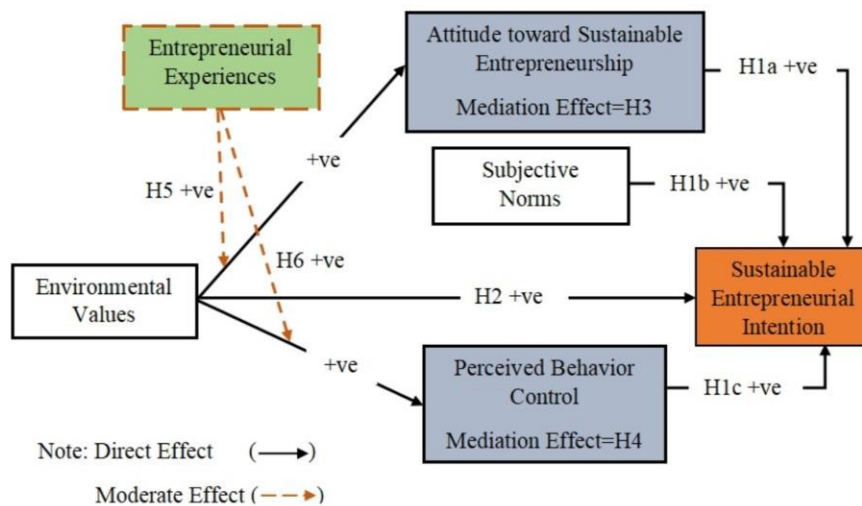 Entrepreneurial
Experiences
Attitude toward Sustainable
Entrepreneurship
Mediation Effect=H3
H1a +ve
+ve
Subjective
Norms
H1b +ve
H5 +ve
H6 +ve
Environmental
Values
H2 +ve
Sustainable
Entrepreneurial
Intention
+ve
Perceived Behavior
Control
Mediation Effect=H4
H1c +ve
Note: Direct Effect ( )
Moderate Effect ( )